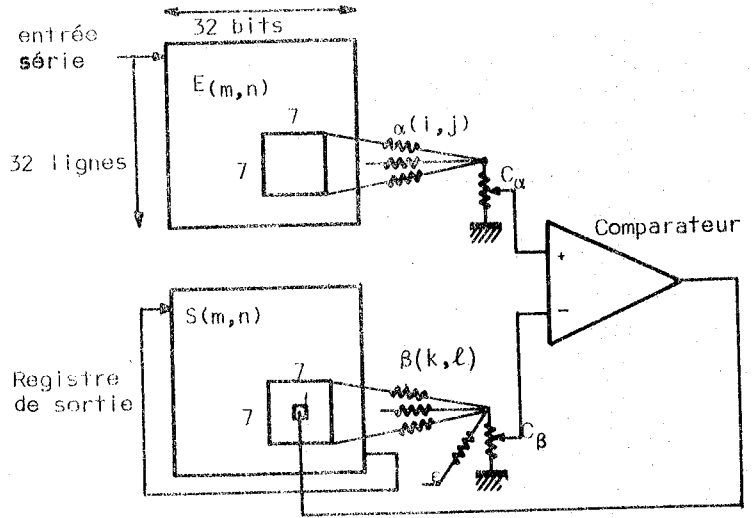 32 bits
entrée
série
E(m,n)
7
7
α(i,j)
32 lignes
Cα
Comparateur
+
−
S(m,n)
β(k,ℓ)
7
7
Registre
de sortie
Cβ
ε